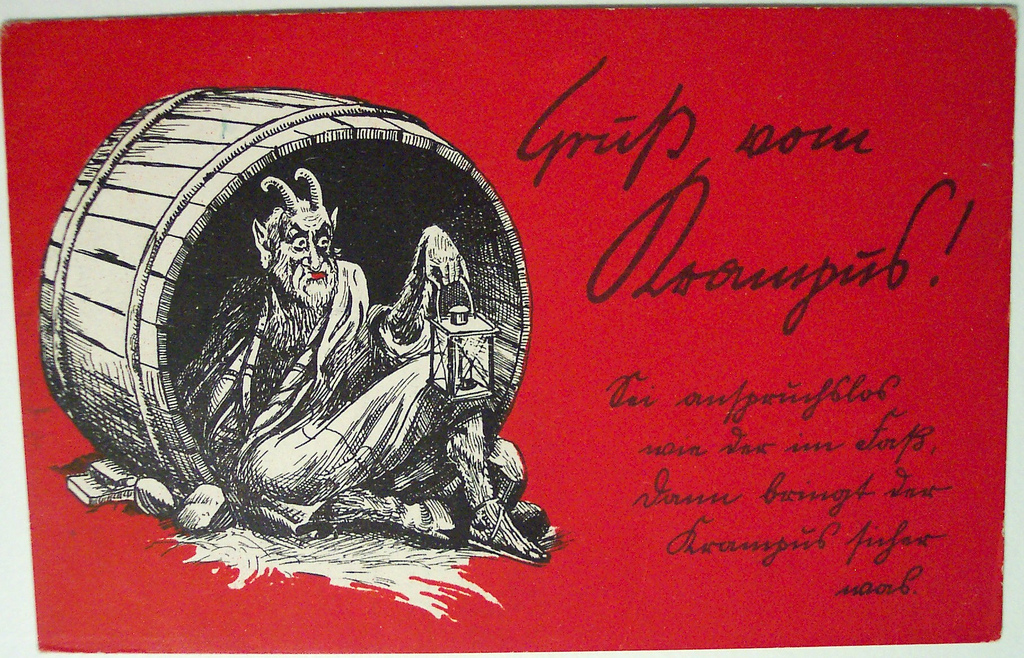 Gruß vom
Krampus!
Sei anspruchslos
wie der im Faß,
Dann bringt der
Krampus sicher
was.